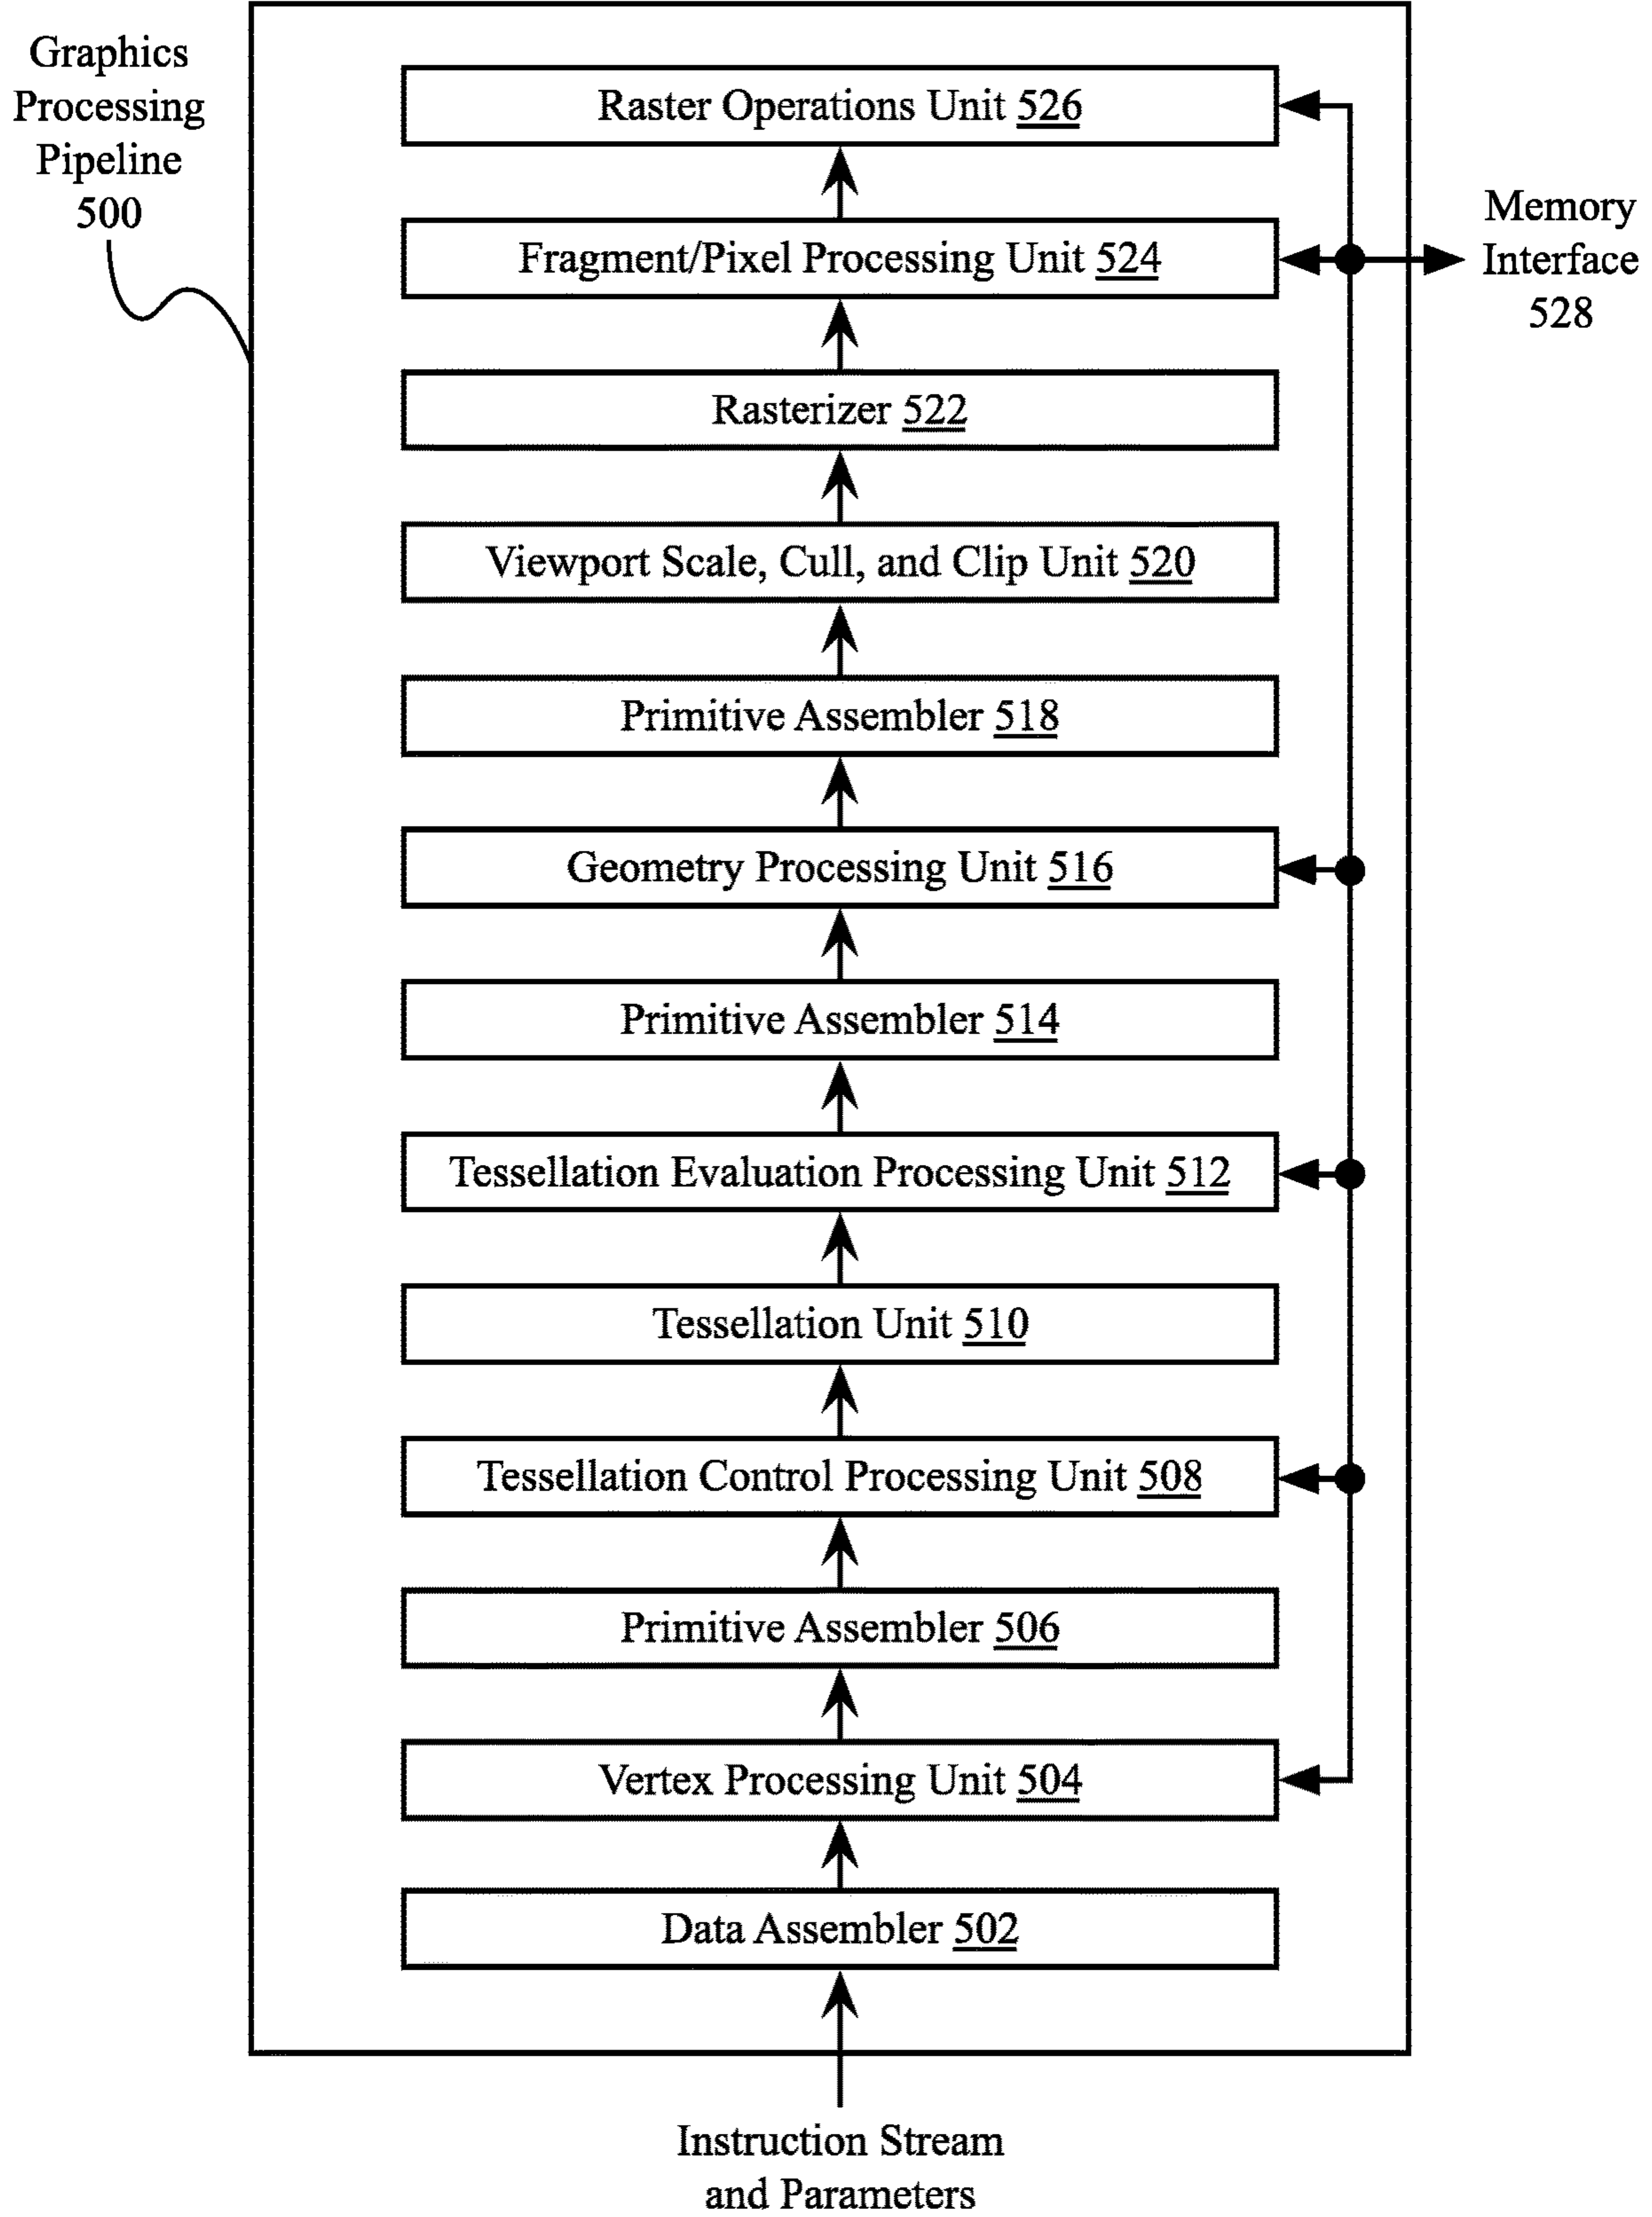 Graphics
Processing
Pipeline
500
Raster Operations Unit 526
Fragment/Pixel Processing Unit 524
Memory
Interface
528
Rasterizer 522
Viewport Scale, Cull, and Clip Unit 520
Primitive Assembler 518
Geometry Processing Unit 516
Primitive Assembler 514
Tessellation Evaluation Processing Unit 512
Tessellation Unit 510
Tessellation Control Processing Unit 508
Primitive Assembler 506
Vertex Processing Unit 504
Data Assembler 502
Instruction Stream
and Parameters